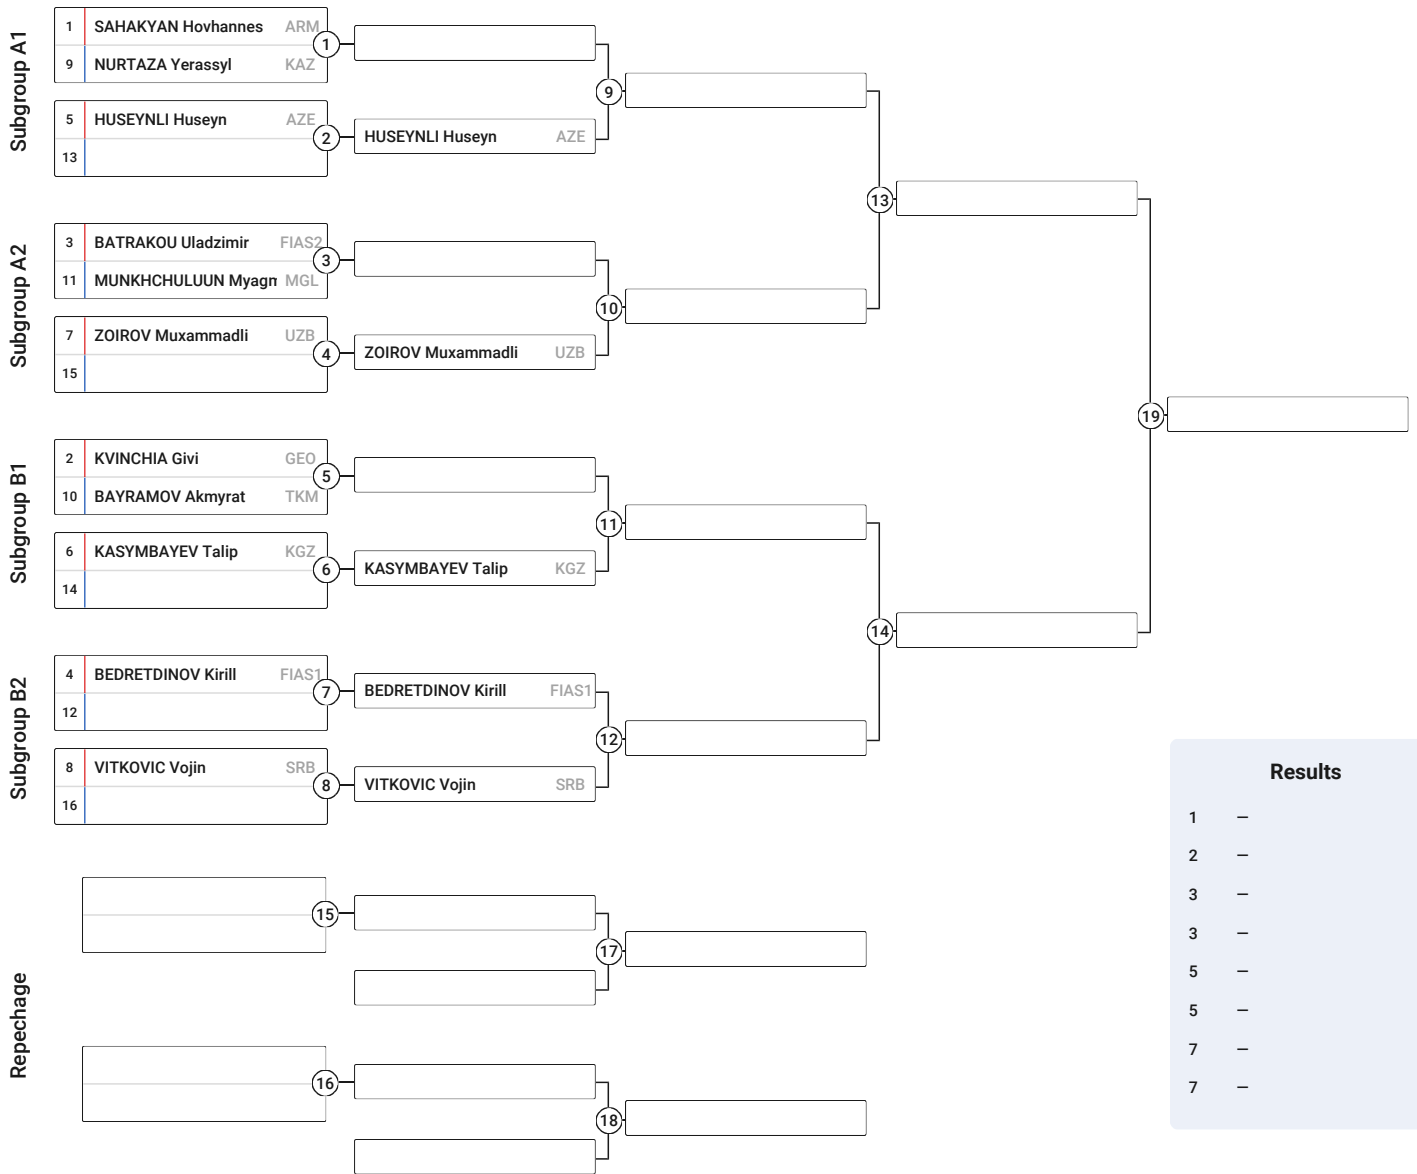 Subgroup A1
1 SAHAKYAN Hovhannes ARM
9 NURTAZA Yerassyl KAZ
1
5 HUSEYNLI Huseyn AZE
13
2
HUSEYNLI Huseyn AZE
9
Subgroup A2
3 BATRAKOU Uladzimir FIAS2
11 MUNKHCHULUUN Myagm MGL
3
7 ZOIROV Muxammadli UZB
15
4
ZOIROV Muxammadli UZB
10
13
Subgroup B1
2 KVINCHIA Givi GEO
10 BAYRAMOV Akmyrat TKM
5
6 KASYMBAYEV Talip KGZ
14
6
KASYMBAYEV Talip KGZ
11
Subgroup B2
4 BEDRETDINOV Kirill FIAS1
12
7
BEDRETDINOV Kirill FIAS1
8 VITKOVIC Vojin SRB
16
8
VITKOVIC Vojin SRB
12
14
19
Repechage
15
17
16
18
Results
1 –
2 –
3 –
3 –
5 –
5 –
7 –
7 –